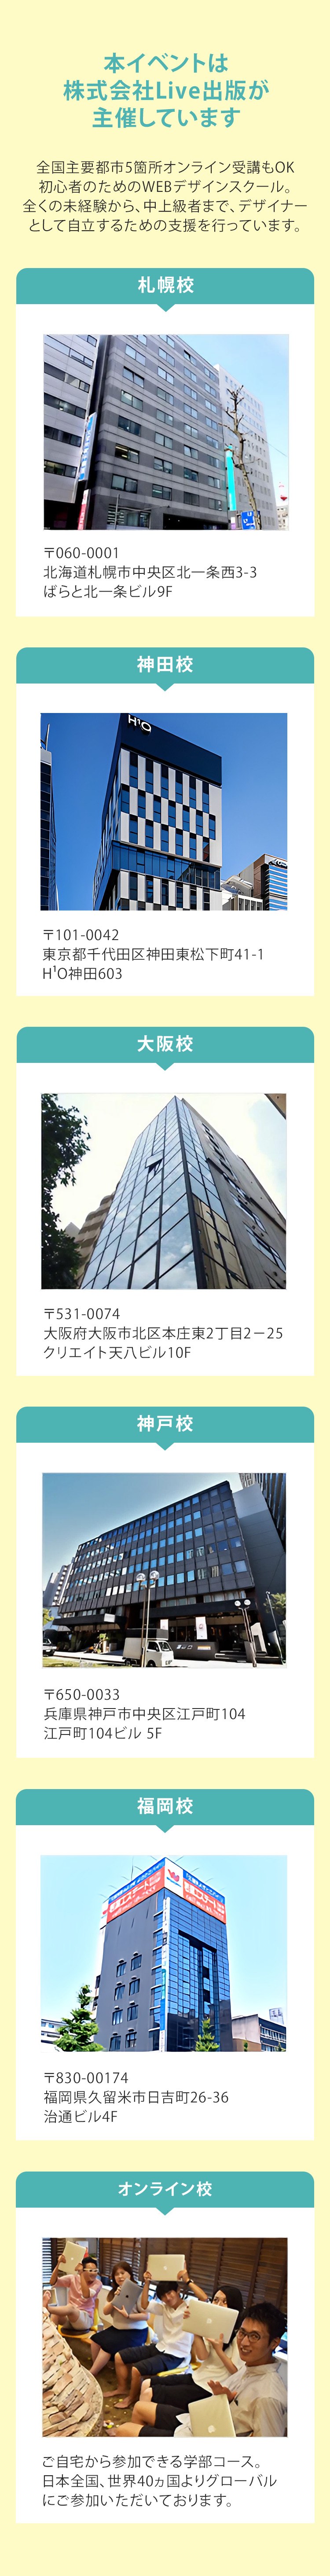 本イベントは
株式会社Live出版が
主催しています
全国主要都市5箇所オンライン受講もOK
初心者のためのWEBデザインスクール。
全くの未経験から、中上級者まで、デザイナー
として自立するための支援を行っています。
札幌校
〒060-0001
北海道札幌市中央区北一条西3-3
ばらと北一条ビル9F
神田校
H¹O
〒101-0042
東京都千代田区神田東松下町41-1
H¹O神田603
大阪校
〒531-0074
大阪府大阪市北区本庄東2丁目2－25
クリエイト天八ビル10F
神戸校
〒650-0033
兵庫県神戸市中央区江戸町104
江戸町104ビル 5F
福岡校
〒830-00174
福岡県久留米市日吉町26-36
治通ビル4F
オンライン校
ご自宅から参加できる学部コース。
日本全国、世界40ヵ国よりグローバル
にご参加いただいております。